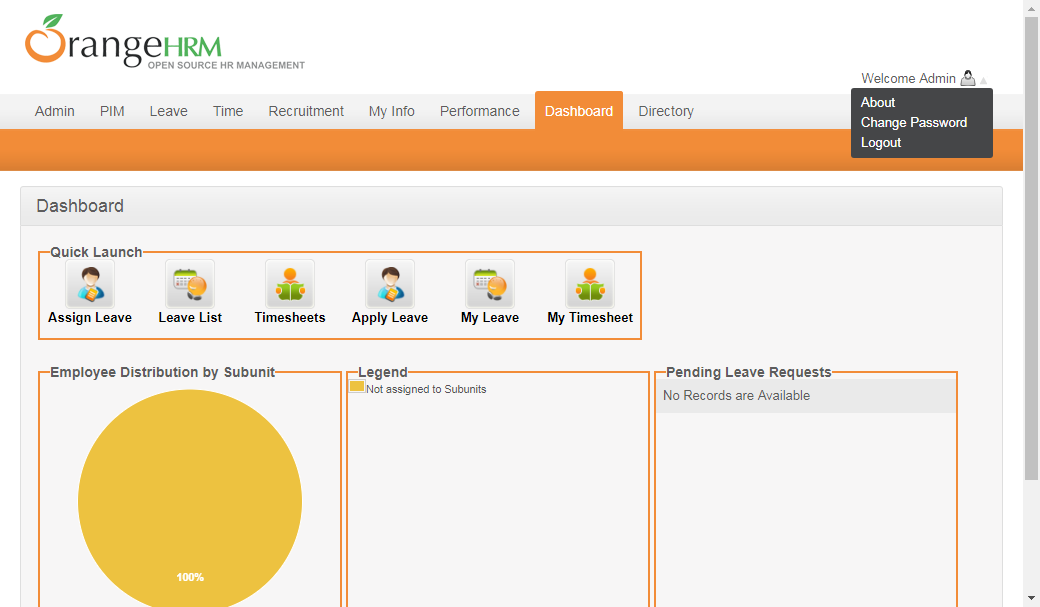 OrangeHRM
OPEN SOURCE HR MANAGEMENT
Welcome Admin
About
Change Password
Logout
Admin PIM Leave Time Recruitment My Info Performance Dashboard Directory
Dashboard
Quick Launch
Assign Leave Leave List Timesheets Apply Leave My Leave My Timesheet
Employee Distribution by Subunit
100%
Legend
Not assigned to Subunits
Pending Leave Requests
No Records are Available